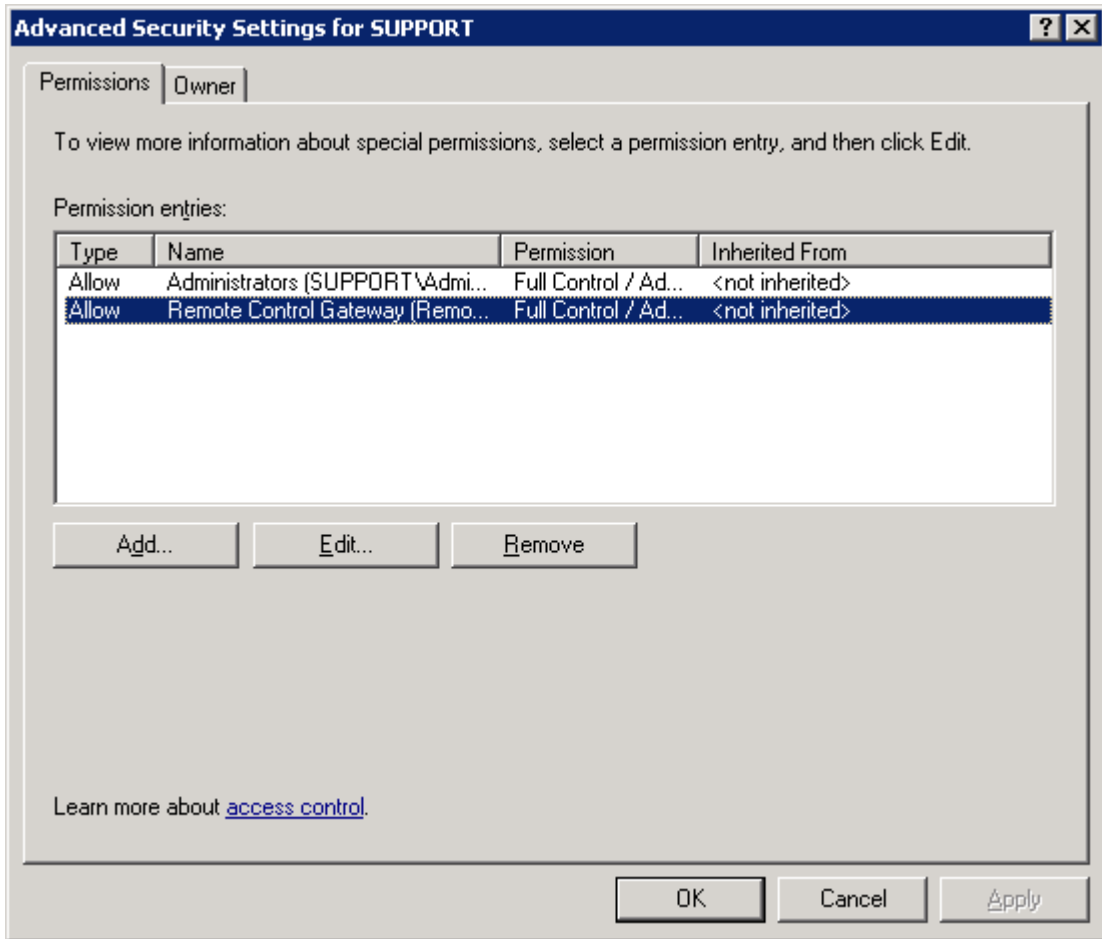 Advanced Security Settings for SUPPORT
Permissions Owner
To view more information about special permissions, select a permission entry, and then click Edit.
Permission entries:
Type Name Permission Inherited From
Allow Administrators (SUPPORT\Admi... Full Control / Ad... <not inherited>
Allow Remote Control Gateway (Remo... Full Control / Ad... <not inherited>
Add... Edit... Remove
Learn more about access control.
OK Cancel Apply